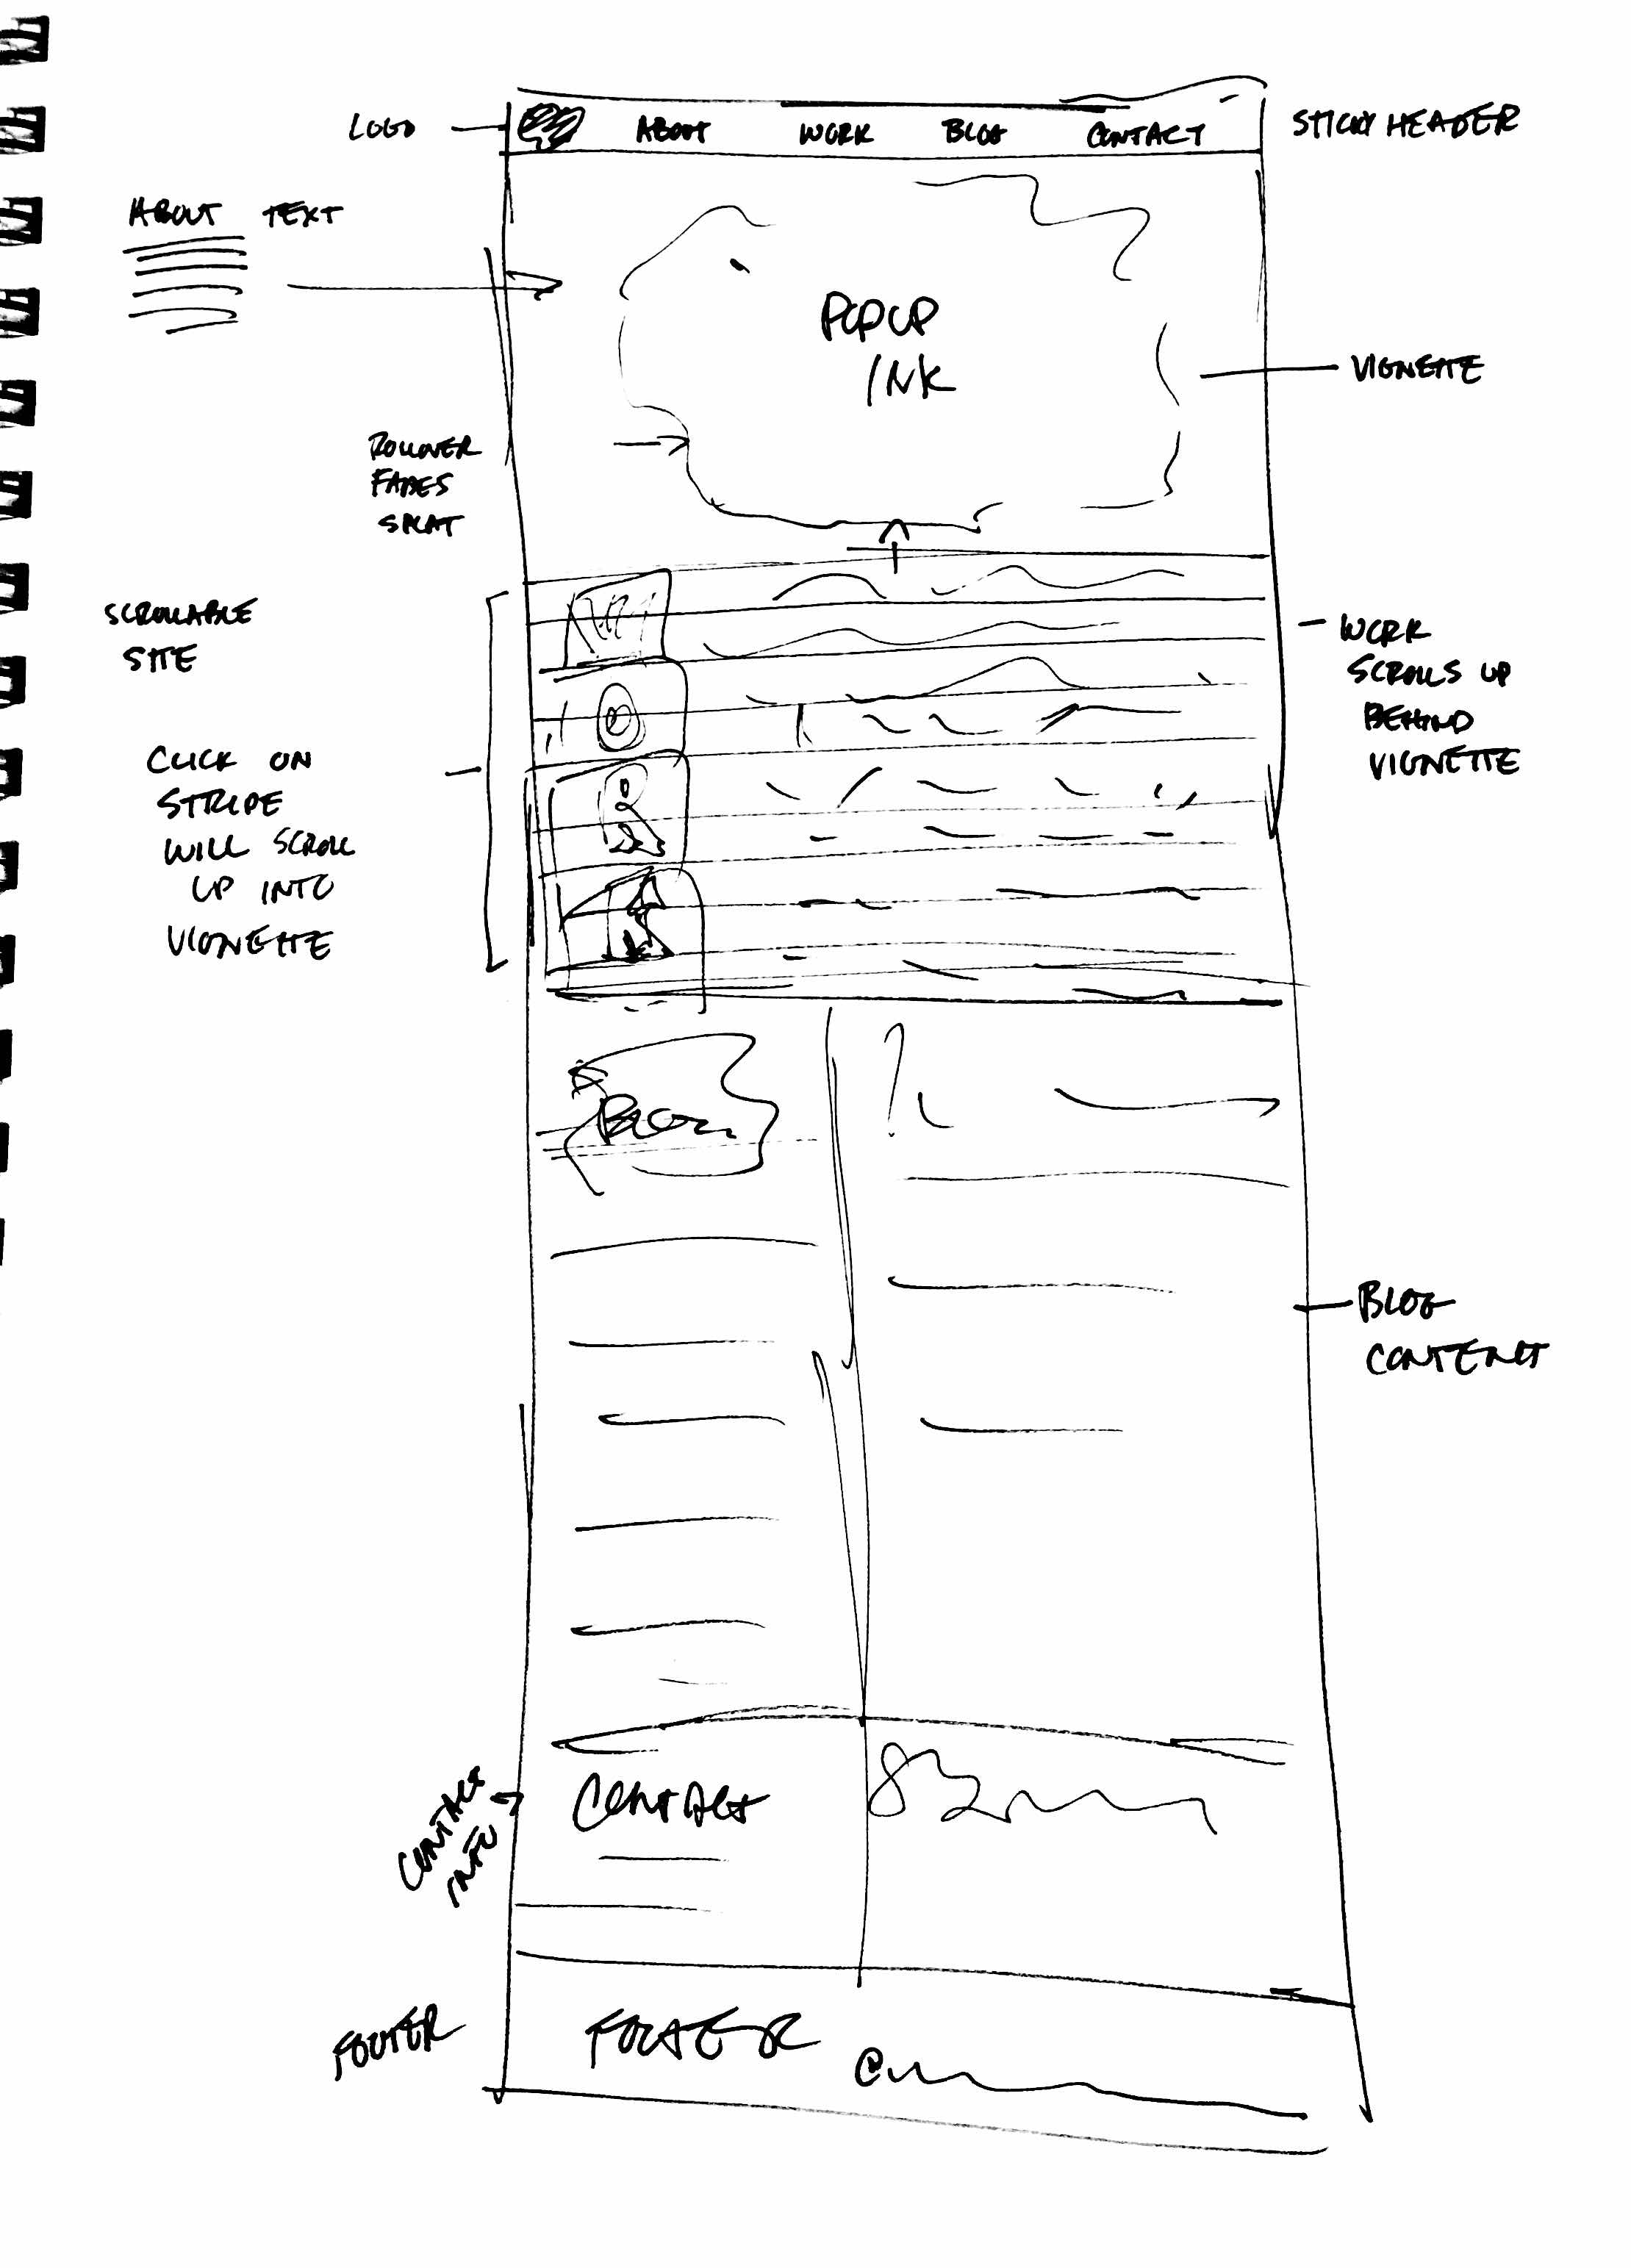 LOGO
ABOUT
WORK
BLOG
CONTACT
STICKY HEADER
ABOUT TEXT
POPUP
INK
VIGNETTE
ROLLOVER
FADES
SPLAT
SCROLLABLE
SITE
CLICK ON
STRIPE
WILL SCROLL
UP INTO
VIGNETTE
WORK
SCROLLS UP
BEHIND
VIGNETTE
BLOG
BLOG
CONTENT
CONTACT
INFO
CONTACT
FOOTER
FOOTER